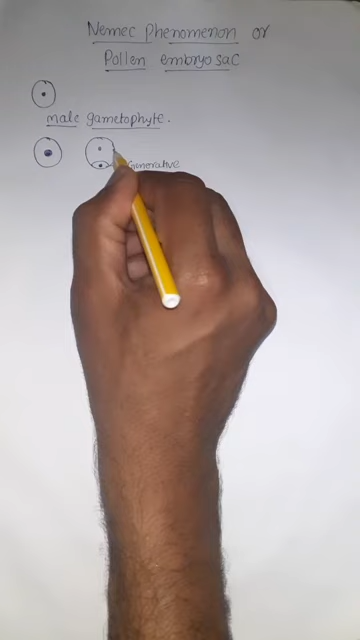 Nemec Phenomenon or
Pollen embryo sac
male gametophyte.
Generative